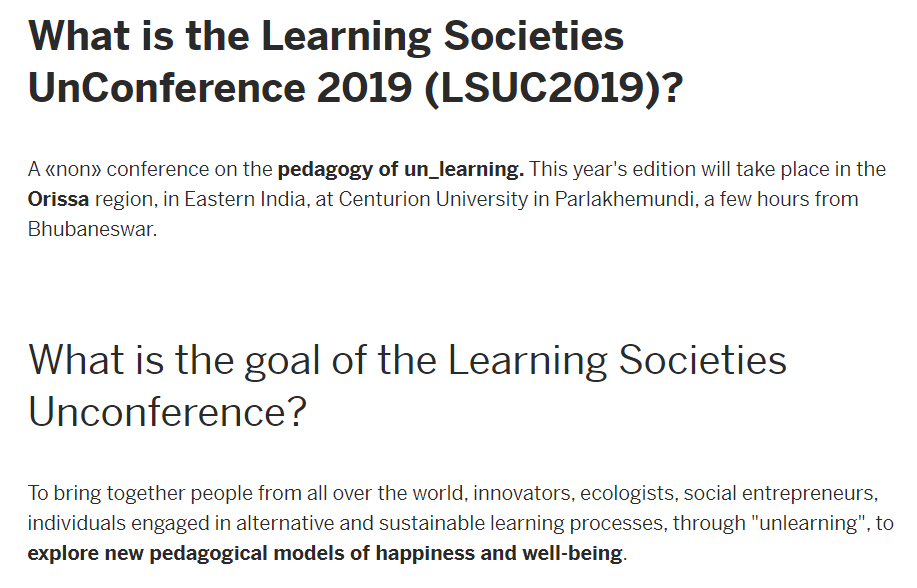 What is the Learning Societies
UnConference 2019 (LSUC2019)?
A «non» conference on the pedagogy of un_learning. This year's edition will take place in the
Orissa region, in Eastern India, at Centurion University in Parlakhemundi, a few hours from
Bhubaneswar.
What is the goal of the Learning Societies
Unconference?
To bring together people from all over the world, innovators, ecologists, social entrepreneurs,
individuals engaged in alternative and sustainable learning processes, through "unlearning", to
explore new pedagogical models of happiness and well-being.